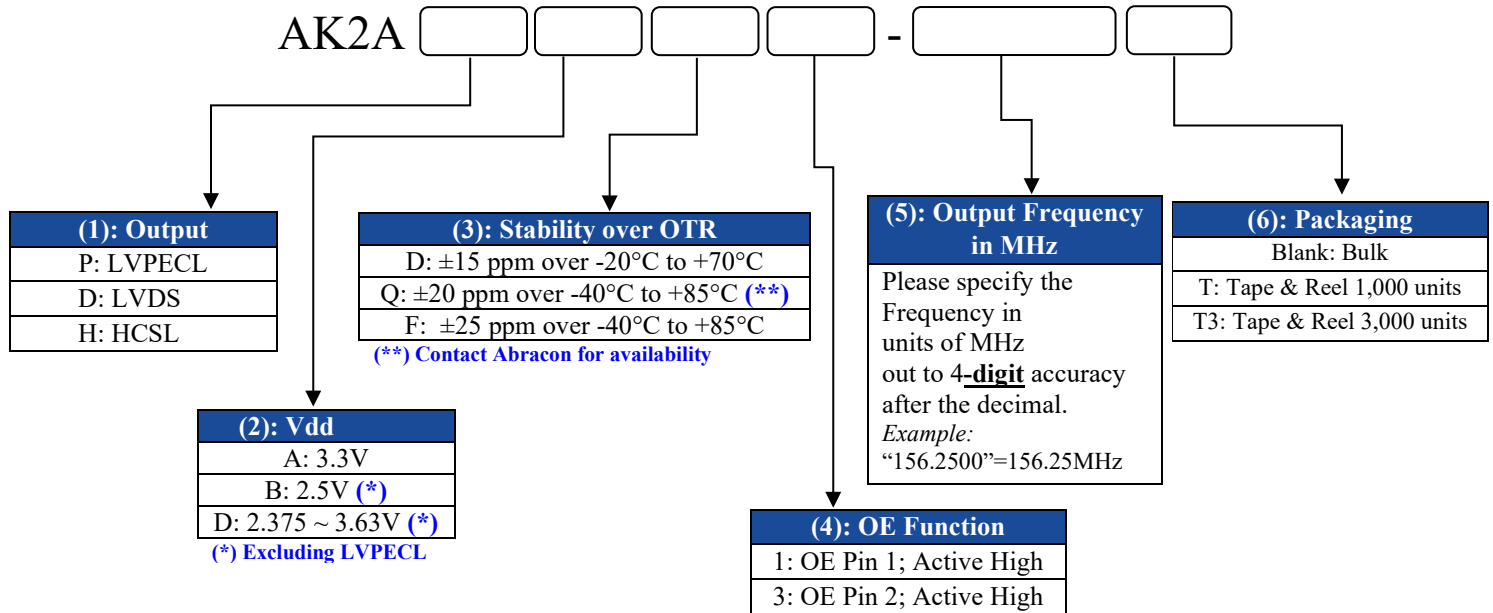 AK2A -
(1): Output
P: LVPECL
D: LVDS
H: HCSL
(2): Vdd
A: 3.3V
B: 2.5V (*)
D: 2.375 ~ 3.63V (*)
(*) Excluding LVPECL
(3): Stability over OTR
D: ±15 ppm over -20°C to +70°C
Q: ±20 ppm over -40°C to +85°C (**)
F: ±25 ppm over -40°C to +85°C
(**) Contact Abracon for availability
(4): OE Function
1: OE Pin 1; Active High
3: OE Pin 2; Active High
(5): Output Frequency
in MHz
Please specify the
Frequency in
units of MHz
out to 4-digit accuracy
after the decimal.
Example:
“156.2500”=156.25MHz
(6): Packaging
Blank: Bulk
T: Tape & Reel 1,000 units
T3: Tape & Reel 3,000 units